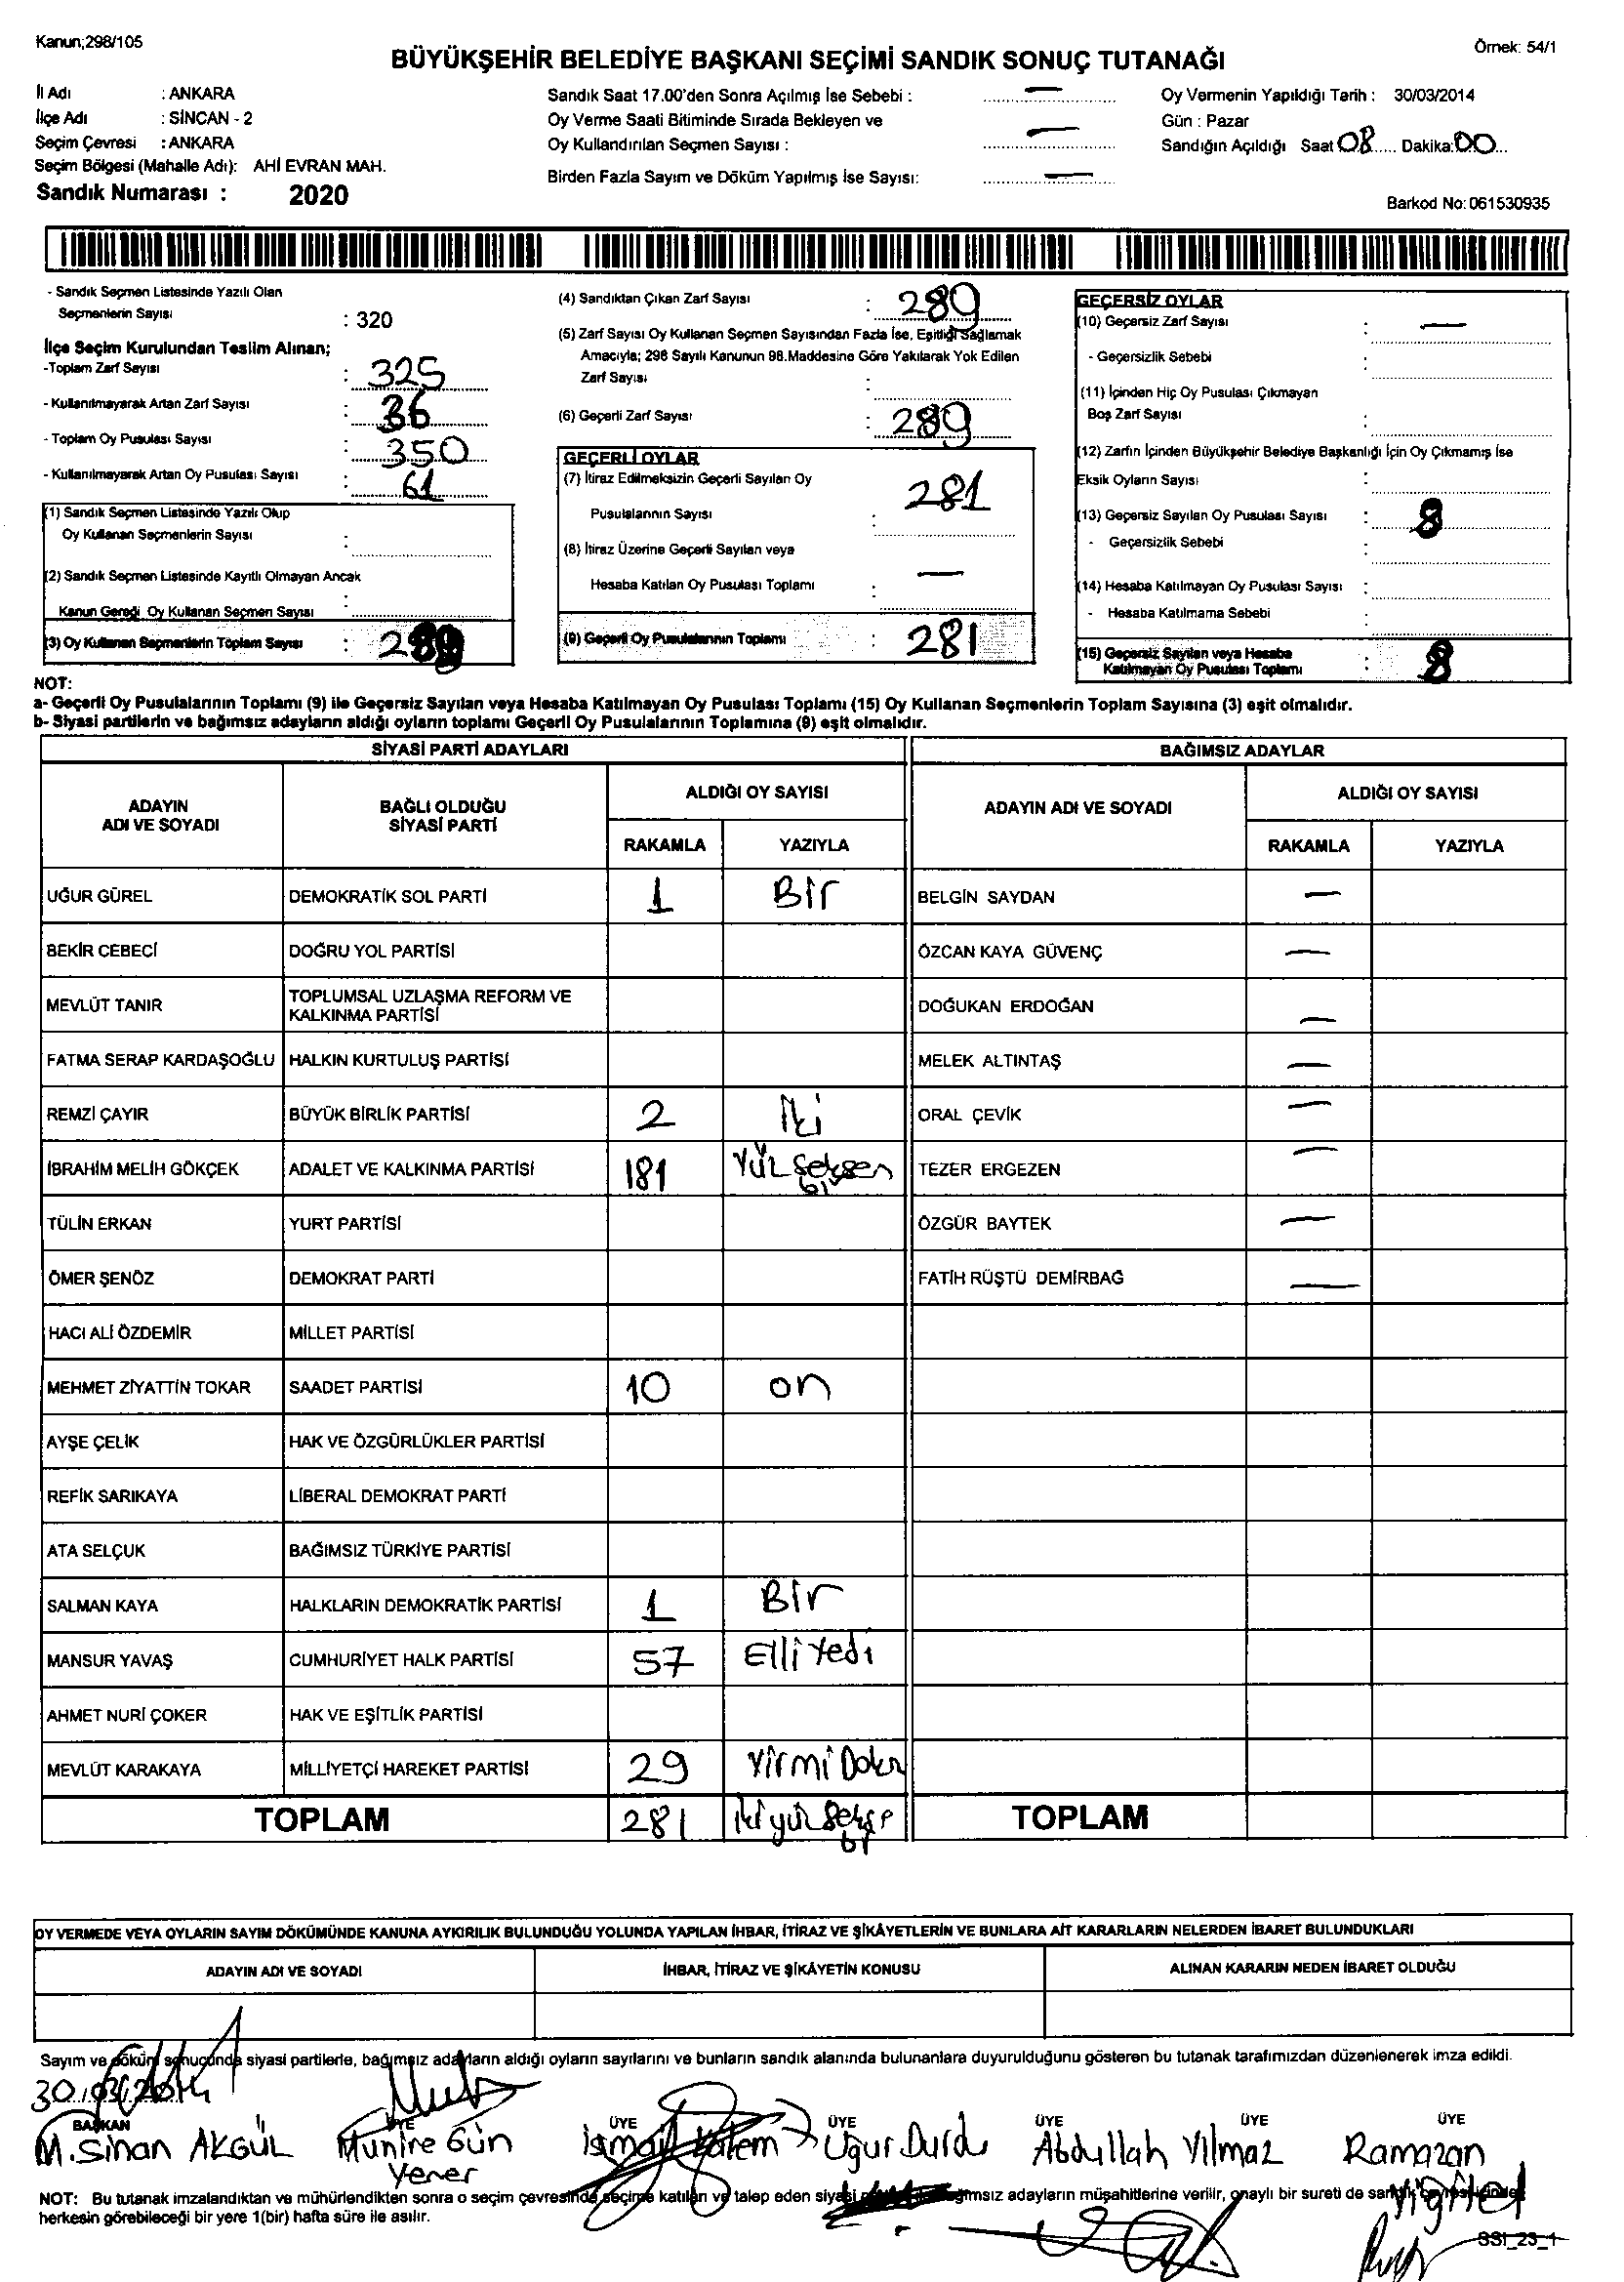 Kanun;298/105
Örnek: 54/1
BÜYÜKŞEHİR BELEDİYE BAŞKANI SEÇİMİ SANDIK SONUÇ TUTANAĞI
İl Adı : ANKARA
İlçe Adı : SİNCAN - 2
Seçim Çevresi : ANKARA
Seçim Bölgesi (Mahalle Adı): AHİ EVRAN MAH.
Sandık Numarası : 2020
Sandık Saat 17.00'den Sonra Açılmış İse Sebebi : —
Oy Verme Saati Bitiminde Sırada Bekleyen ve
Oy Kullandırılan Seçmen Sayısı : —
Birden Fazla Sayım ve Döküm Yapılmış İse Sayısı: —
Oy Vermenin Yapıldığı Tarih : 30/03/2014
Gün : Pazar
Sandığın Açıldığı Saat 08 Dakika: 00
Barkod No: 061530935
- Sandık Seçmen Listesinde Yazılı Olan
Seçmenlerin Sayısı : 320
İlçe Seçim Kurulundan Teslim Alınan;
-Toplam Zarf Sayısı : 325
- Kullanılmayarak Artan Zarf Sayısı : 36
- Toplam Oy Pusulası Sayısı : 350
- Kullanılmayarak Artan Oy Pusulası Sayısı : 61
(1) Sandık Seçmen Listesinde Yazılı Olup
Oy Kullanan Seçmenlerin Sayısı :
(2) Sandık Seçmen Listesinde Kayıtlı Olmayan Ancak
Kanun Gereği Oy Kullanan Seçmen Sayısı :
(3) Oy Kullanan Seçmenlerin Toplam Sayısı : 289
(4) Sandıktan Çıkan Zarf Sayısı : 289
(5) Zarf Sayısı Oy Kullanan Seçmen Sayısından Fazla İse, Eşitliği Sağlamak
Amacıyla; 298 Sayılı Kanunun 98.Maddesine Göre Yakılarak Yok Edilen
Zarf Sayısı :
(6) Geçerli Zarf Sayısı : 289
GEÇERLİ OYLAR
(7) İtiraz Edilmeksizin Geçerli Sayılan Oy
Pusulalarının Sayısı : 281
(8) İtiraz Üzerine Geçerli Sayılan veya
Hesaba Katılan Oy Pusulası Toplamı : —
(9) Geçerli Oy Pusulalarının Toplamı : 281
GEÇERSİZ OYLAR
(10) Geçersiz Zarf Sayısı : —
- Geçersizlik Sebebi :
(11) İçinden Hiç Oy Pusulası Çıkmayan
Boş Zarf Sayısı :
(12) Zarfın İçinden Büyükşehir Belediye Başkanlığı İçin Oy Çıkmamış İse
Eksik Oyların Sayısı :
(13) Geçersiz Sayılan Oy Pusulası Sayısı : 8
- Geçersizlik Sebebi :
(14) Hesaba Katılmayan Oy Pusulası Sayısı :
- Hesaba Katılmama Sebebi :
(15) Geçersiz Sayılan veya Hesaba
Katılmayan Oy Pusulası Toplamı : 8
NOT:
a- Geçerli Oy Pusulalarının Toplamı (9) ile Geçersiz Sayılan veya Hesaba Katılmayan Oy Pusulası Toplamı (15) Oy Kullanan Seçmenlerin Toplam Sayısına (3) eşit olmalıdır.
b- Siyasi partilerin ve bağımsız adayların aldığı oyların toplamı Geçerli Oy Pusulalarının Toplamına (9) eşit olmalıdır.
SİYASİ PARTİ ADAYLARI
ADAYIN
ADI VE SOYADI
BAĞLI OLDUĞU
SİYASİ PARTİ
ALDIĞI OY SAYISI
RAKAMLA YAZIYLA
UĞUR GÜREL DEMOKRATİK SOL PARTİ 1 Bir
BEKİR CEBECİ DOĞRU YOL PARTİSİ
MEVLÜT TANIR TOPLUMSAL UZLAŞMA REFORM VE
KALKINMA PARTİSİ
FATMA SERAP KARDAŞOĞLU HALKIN KURTULUŞ PARTİSİ
REMZİ ÇAYIR BÜYÜK BİRLİK PARTİSİ 2 İki
İBRAHİM MELİH GÖKÇEK ADALET VE KALKINMA PARTİSİ 181 Yüz Seksen
bir
TÜLİN ERKAN YURT PARTİSİ
ÖMER ŞENÖZ DEMOKRAT PARTİ
HACI ALİ ÖZDEMİR MİLLET PARTİSİ
MEHMET ZİYATTİN TOKAR SAADET PARTİSİ 10 on
AYŞE ÇELİK HAK VE ÖZGÜRLÜKLER PARTİSİ
REFİK SARIKAYA LİBERAL DEMOKRAT PARTİ
ATA SELÇUK BAĞIMSIZ TÜRKİYE PARTİSİ
SALMAN KAYA HALKLARIN DEMOKRATİK PARTİSİ 1 Bir
MANSUR YAVAŞ CUMHURİYET HALK PARTİSİ 57 Elli Yedi
AHMET NURİ ÇOKER HAK VE EŞİTLİK PARTİSİ
MEVLÜT KARAKAYA MİLLİYETÇİ HAREKET PARTİSİ 29 Yirmi
TOPLAM 281 İki yüz
BAĞIMSIZ ADAYLAR
ADAYIN ADI VE SOYADI
ALDIĞI OY SAYISI
RAKAMLA YAZIYLA
BELGİN SAYDAN —
ÖZCAN KAYA GÜVENÇ —
DOĞUKAN ERDOĞAN —
MELEK ALTINTAŞ —
ORAL ÇEVİK —
TEZER ERGEZEN —
ÖZGÜR BAYTEK —
FATİH RÜŞTÜ DEMİRBAĞ —
TOPLAM
OY VERMEDE VEYA OYLARIN SAYIM DÖKÜMÜNDE KANUNA AYKIRILIK BULUNDUĞU YOLUNDA YAPILAN İHBAR, İTİRAZ VE ŞİKÂYETLERİN VE BUNLARA AİT KARARLARIN NELERDEN İBARET BULUNDUKLARI
ADAYIN ADI VE SOYADI
İHBAR, İTİRAZ VE ŞİKÂYETİN KONUSU
ALINAN KARARIN NEDEN İBARET OLDUĞU
Sayım ve döküm sonucunda siyasi partilerle, bağımsız adayların aldığı oyların sayılarını ve bunların sandık alanında bulunanlara duyurulduğunu gösteren bu tutanak tarafımızdan düzenlenerek imza edildi.
30.03.2014
BAŞKAN ÜYE ÜYE ÜYE ÜYE ÜYE ÜYE
M. Sinan AKGÜL Münire Gün İsmail Uğur Durdu Abdullah Yılmaz Ramazan
Yener
Yiğitel
NOT: Bu tutanak imzalandıktan ve mühürlendikten sonra o seçim çevresinde seçime katılan ve talep eden siyasi bağımsız adayların müşahitlerine verilir, onaylı bir sureti de sandık çevresi içinde
herkesin görebileceği bir yere 1(bir) hafta süre ile asılır.
SSI_23_1